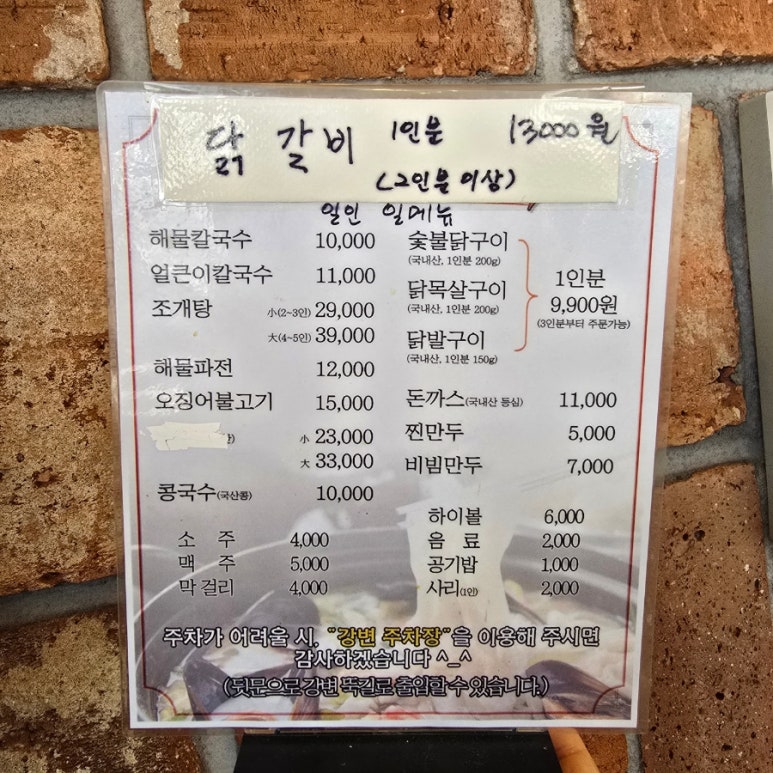 닭갈비 1인분 13000원
(2인분 이상)
일인 일메뉴
해물칼국수 10,000
얼큰이칼국수 11,000
조개탕 小(2~3인) 29,000
大(4~5인) 39,000
해물파전 12,000
오징어불고기 15,000
小 23,000
大 33,000
콩국수(국산콩) 10,000
소 주 4,000
맥 주 5,000
막걸리 4,000
숯불닭구이
(국내산, 1인분 200g)
닭목살구이
(국내산, 1인분 200g)
닭발구이
(국내산, 1인분 150g)
1인분
9,900원
(3인분부터 주문가능)
돈까스(국내산 등심) 11,000
찐만두 5,000
비빔만두 7,000
하이볼 6,000
음 료 2,000
공기밥 1,000
사리(1인) 2,000
주차가 어려울 시, "강변 주차장"을 이용해 주시면
감사하겠습니다 ^_^
(뒷문으로 강변 뚝길로 출입할 수 있습니다.)